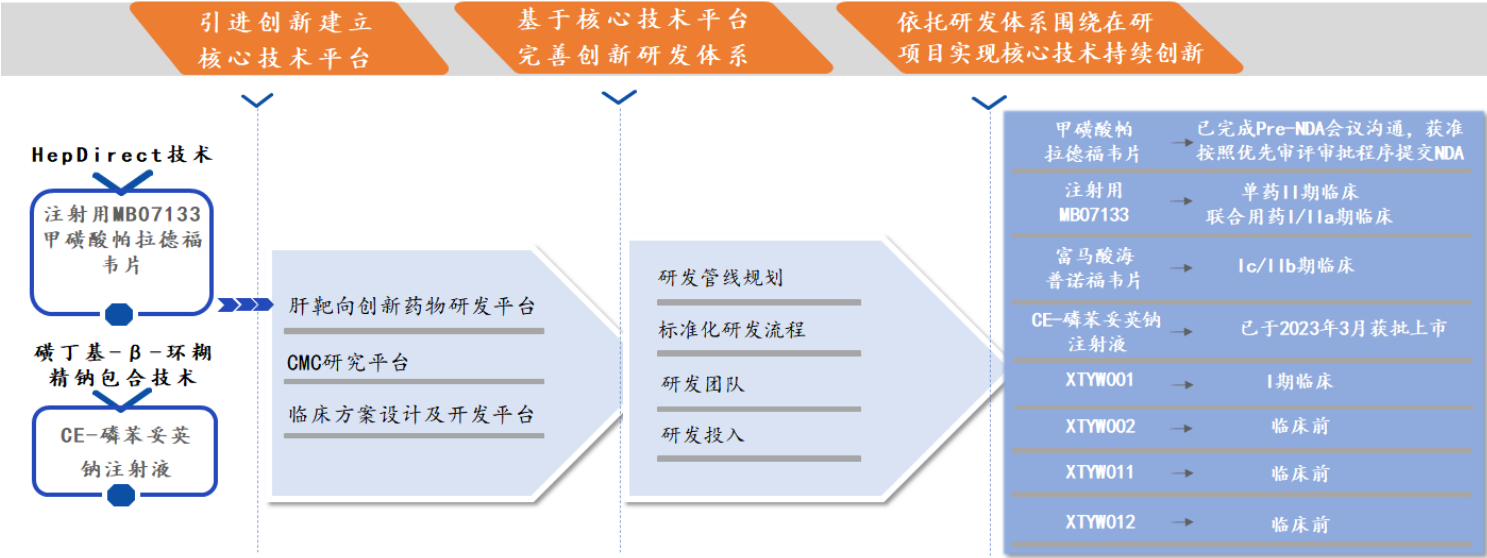 引进创新建立
核心技术平台
基于核心技术平台
完善创新研发体系
依托研发体系围绕在研
项目实现核心技术持续创新
HepDirect技术
注射用MB07133
甲磺酸帕拉德福
韦片
磺丁基-β-环糊
精钠包合技术
CE-磷苯妥英
钠注射液
肝靶向创新药物研发平台
CMC研究平台
临床方案设计及开发平台
研发管线规划
标准化研发流程
研发团队
研发投入
甲磺酸帕
拉德福韦片
已完成Pre-NDA会议沟通，获准
按照优先审评审批程序提交NDA
注射用
MB07133
单药II期临床
联合用药I/IIa期临床
富马酸海
普诺福韦片
Ic/IIb期临床
CE-磷苯妥英钠
注射液
已于2023年3月获批上市
XTYW001
I期临床
XTYW002
临床前
XTYW011
临床前
XTYW012
临床前